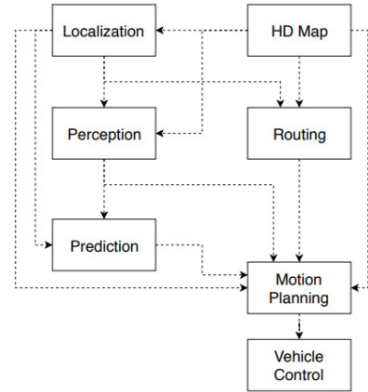 Localization
HD Map
Perception
Routing
Prediction
Motion
Planning
Vehicle
Control